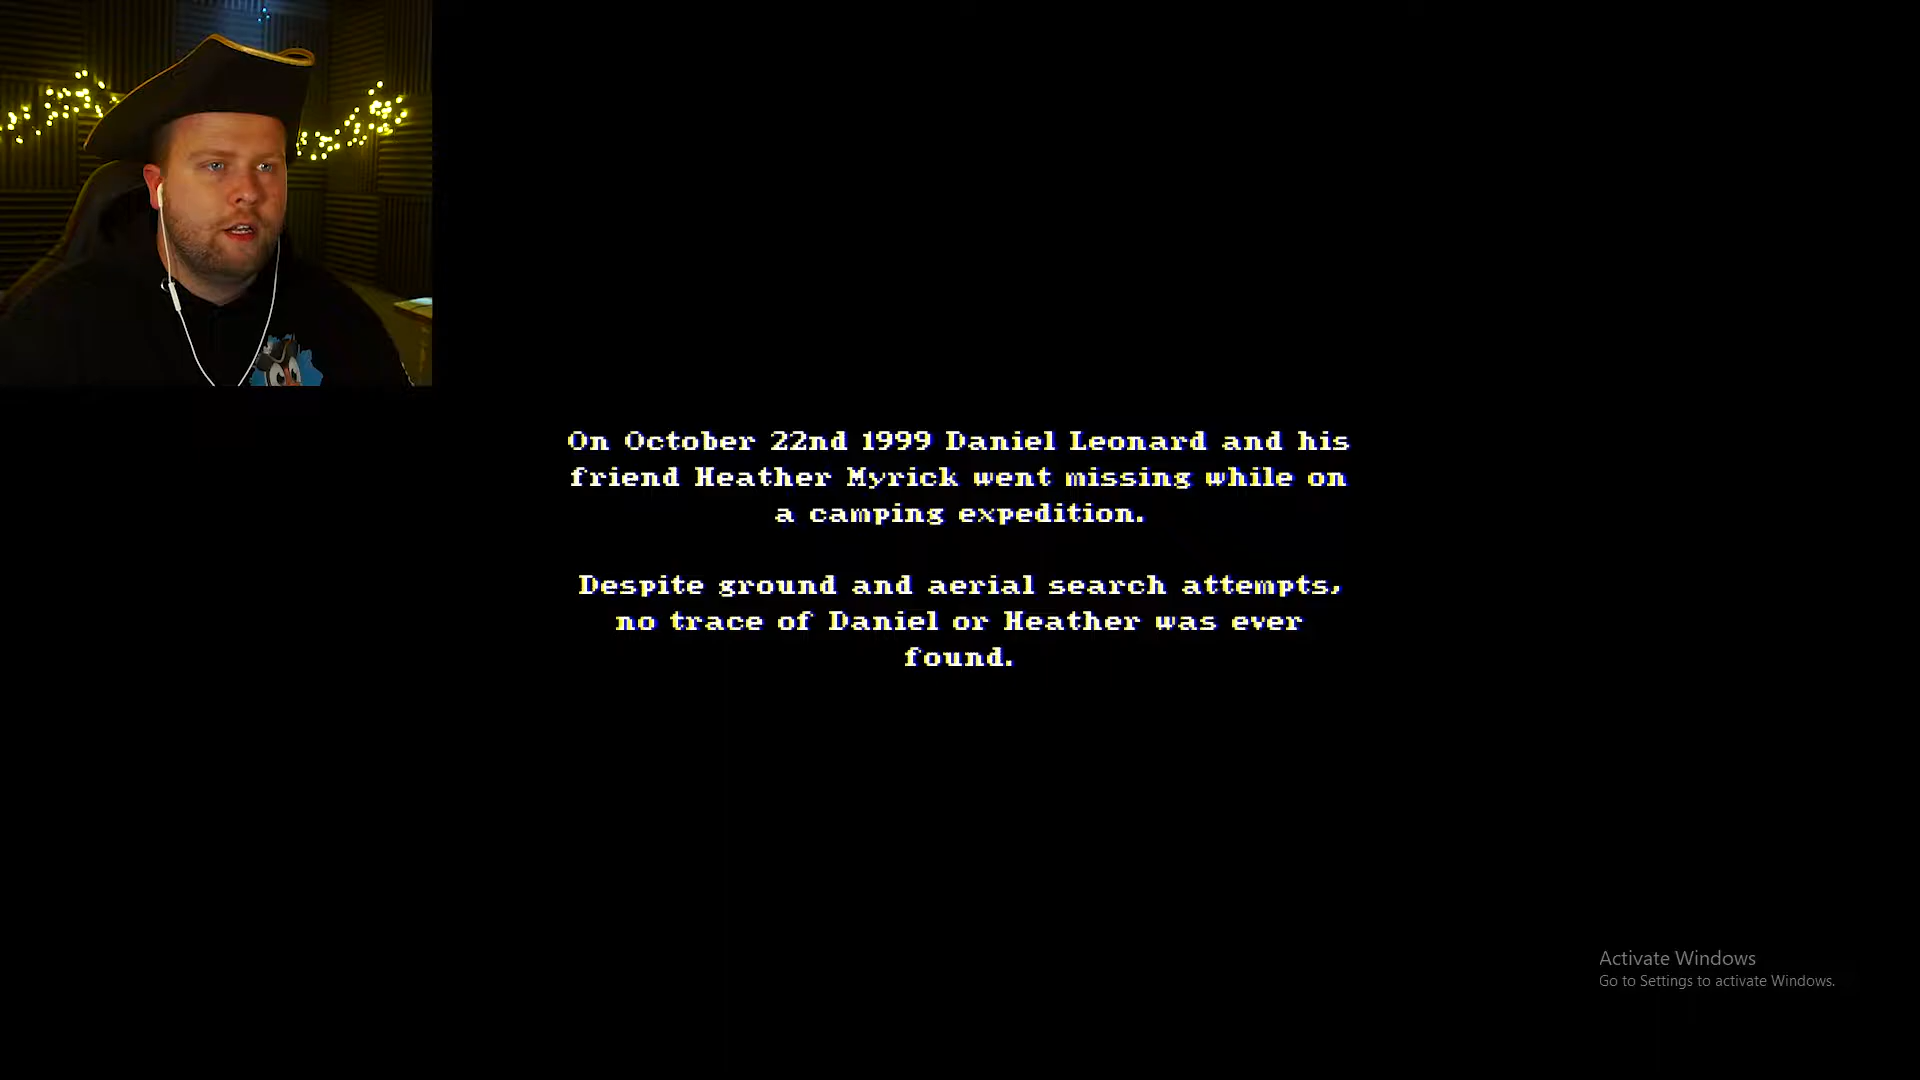 On October 22nd 1999 Daniel Leonard and his
friend Heather Myrick went missing while on
a camping expedition.
Despite ground and aerial search attempts,
no trace of Daniel or Heather was ever
found.
Activate Windows
Go to Settings to activate Windows.